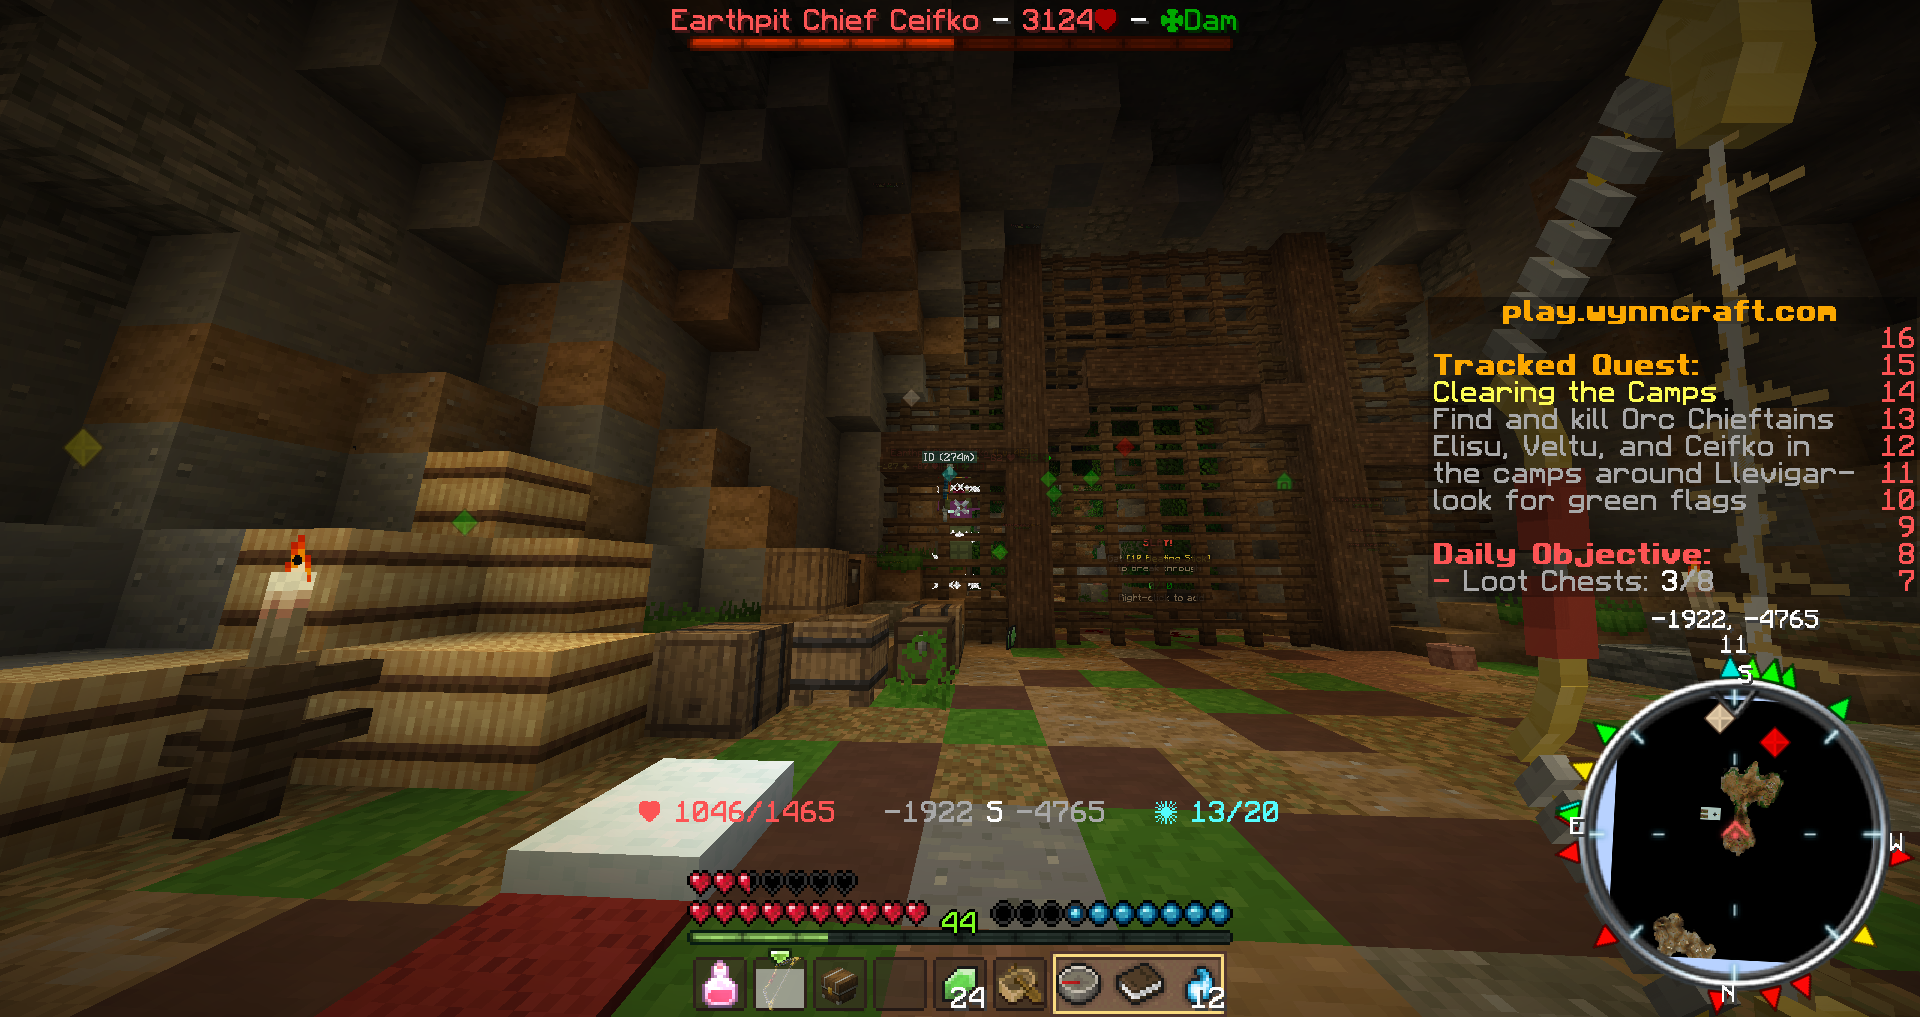 Earthpit Chief Ceifko - 3124❤ - ✤Dam
ID (274m)
play.wynncraft.com
16
Tracked Quest: 15
Clearing the Camps 14
Find and kill Orc Chieftains 13
Elisu, Veltu, and Ceifko in 12
the camps around Llevigar- 11
look for green flags 10
9
Daily Objective: 8
- Loot Chests: 3/8 7
-1922, -4765
11
S
E
W
N
1046/1465 -1922 S -4765 13/20
44
24 12